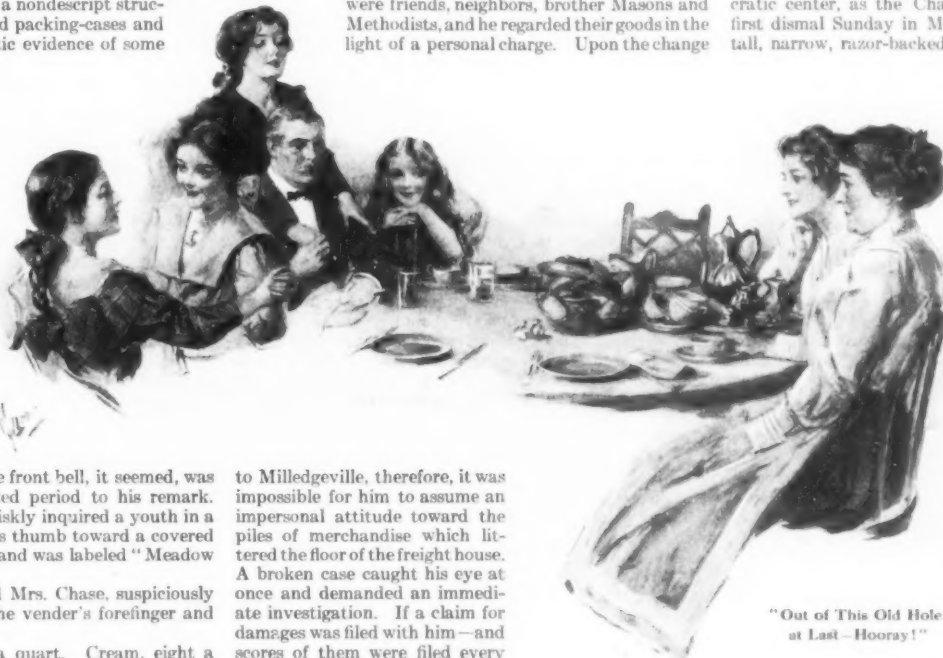 a nondescript struc-
d packing-cases and
tic evidence of some
e front bell, it seemed, was
ed period to his remark.
iskly inquired a youth in a
s thumb toward a covered
and was labeled "Meadow
l Mrs. Chase, suspiciously
he vender's forefinger and
a quart. Cream, eight a
were friends, neighbors, brother Masons and
Methodists, and he regarded their goods in the
light of a personal charge. Upon the change
to Milledgeville, therefore, it was
impossible for him to assume an
impersonal attitude toward the
piles of merchandise which lit-
tered the floor of the freight house.
A broken case caught his eye at
once and demanded an immedi-
ate investigation. If a claim for
damages was filed with him—and
scores of them were filed every
cratic center, as the Cha
first dismal Sunday in M
tall, narrow, razor-backed
"Out of This Old Hole
at Last—Hooray!"